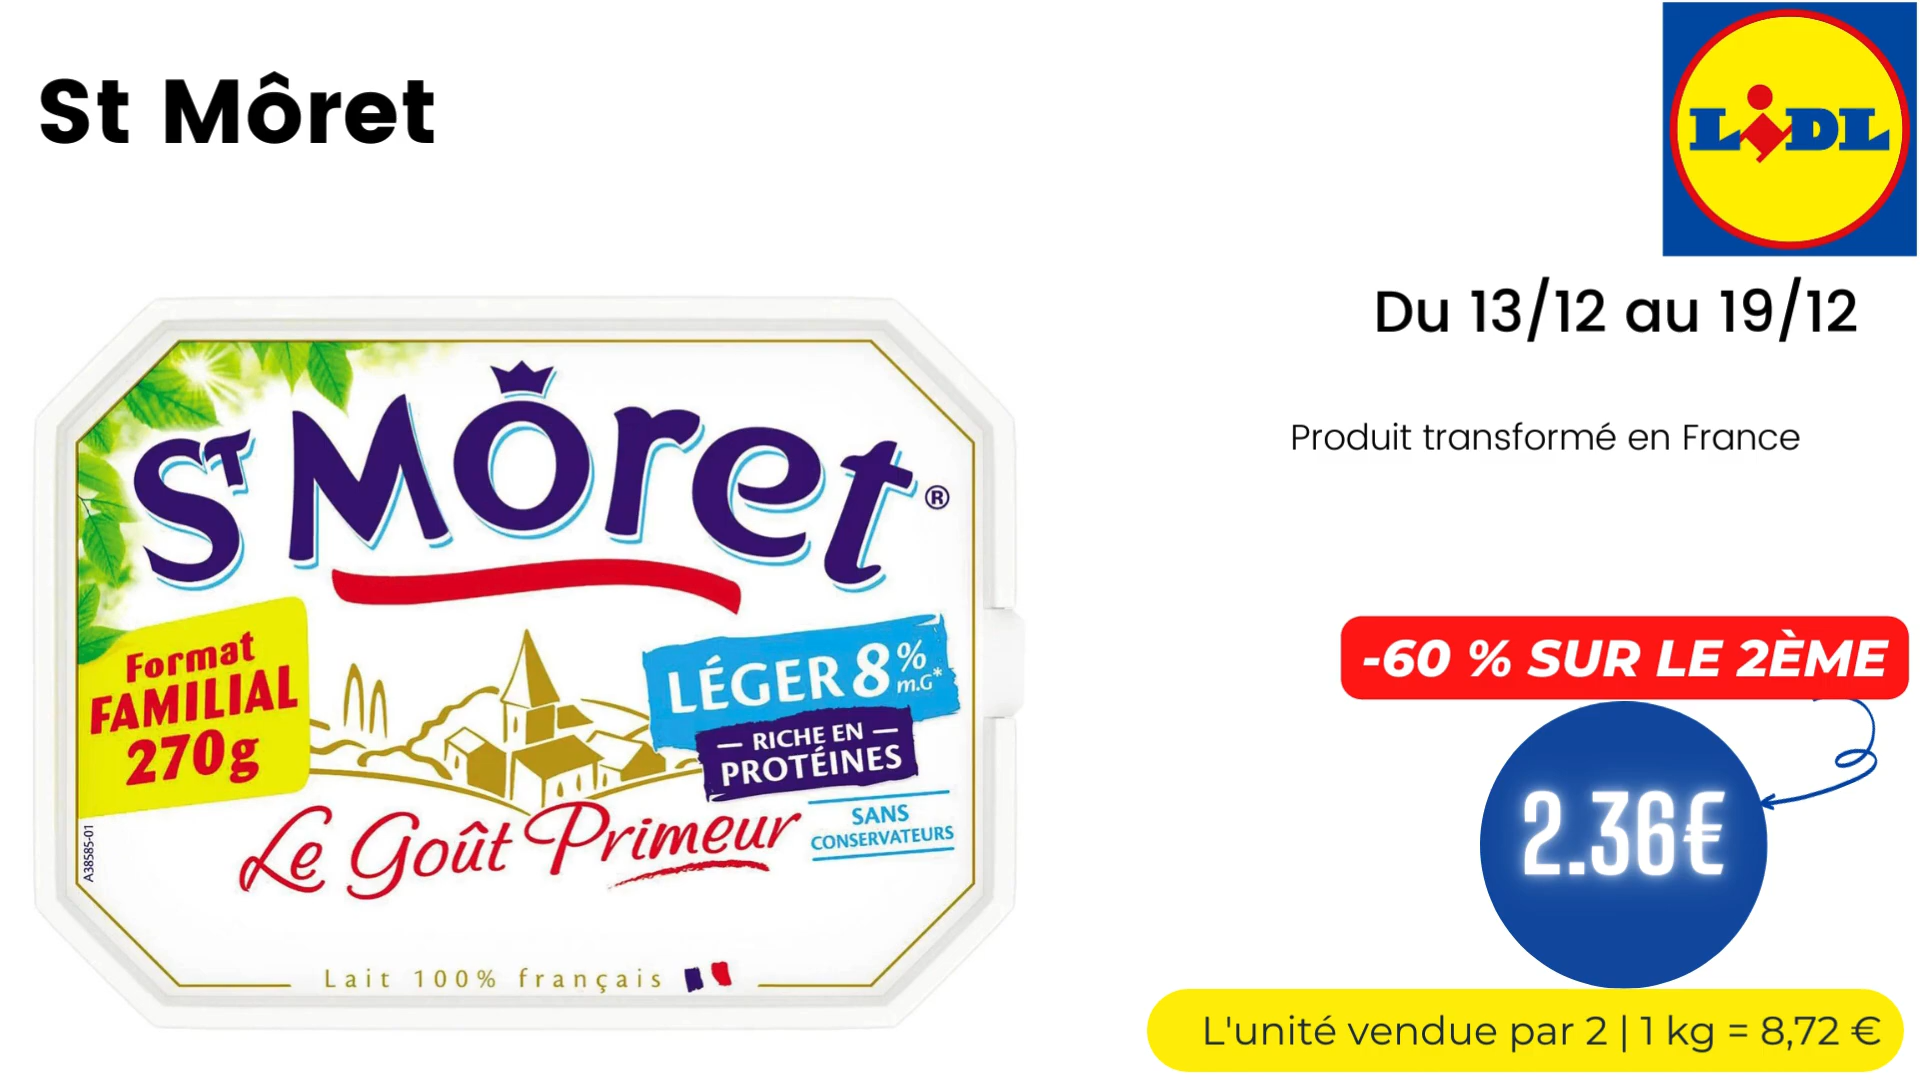 St Môret
LIDL
Du 13/12 au 19/12
Produit transformé en France
ST Môret®
Format
FAMILIAL
270g
LÉGER 8% m.G*
— RICHE EN —
PROTÉINES
SANS
CONSERVATEURS
Le Goût Primeur
A38585-01
Lait 100% français
-60 % SUR LE 2ÈME
2.36€
L'unité vendue par 2 | 1 kg = 8,72 €